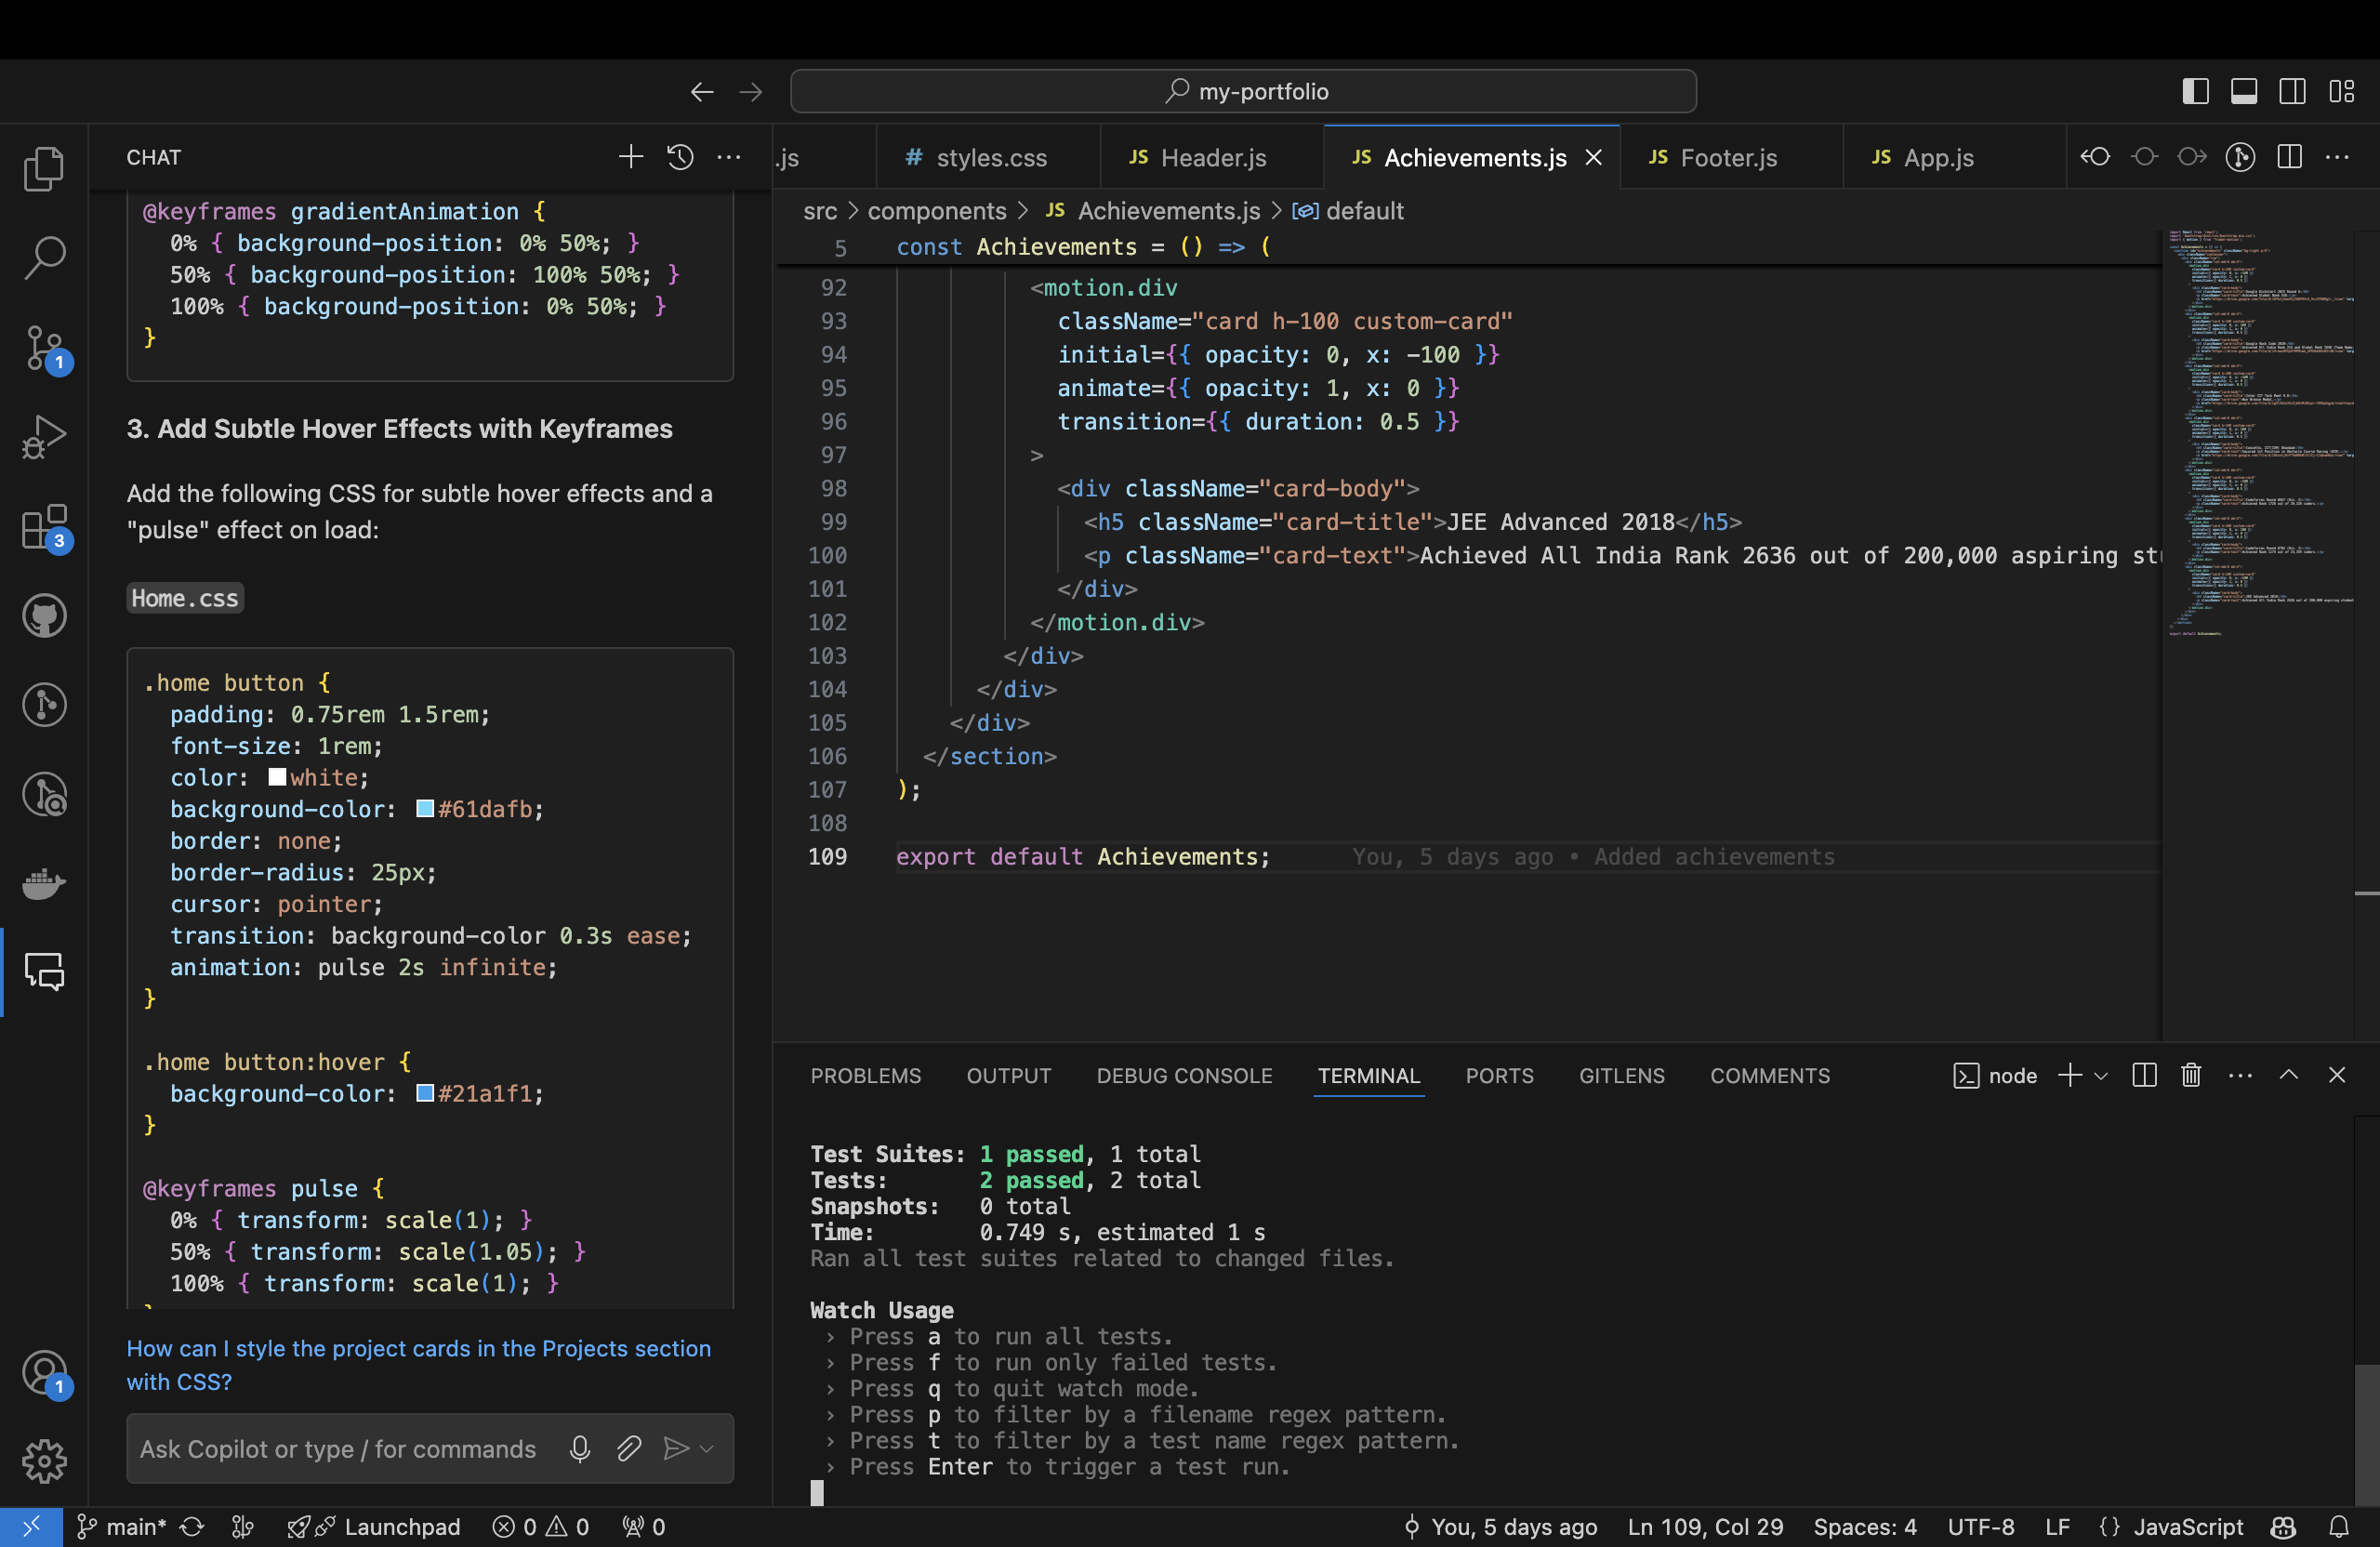 my-portfolio
CHAT
@keyframes gradientAnimation {
0% { background-position: 0% 50%; }
50% { background-position: 100% 50%; }
100% { background-position: 0% 50%; }
}
3. Add Subtle Hover Effects with Keyframes
Add the following CSS for subtle hover effects and a
"pulse" effect on load:
Home.css
.home button {
padding: 0.75rem 1.5rem;
font-size: 1rem;
color: white;
background-color: #61dafb;
border: none;
border-radius: 25px;
cursor: pointer;
transition: background-color 0.3s ease;
animation: pulse 2s infinite;
}
.home button:hover {
background-color: #21a1f1;
}
@keyframes pulse {
0% { transform: scale(1); }
50% { transform: scale(1.05); }
100% { transform: scale(1); }
How can I style the project cards in the Projects section
with CSS?
Ask Copilot or type / for commands
1
3
1
.js
# styles.css
JS Header.js
JS Achievements.js
JS Footer.js
JS App.js
src > components > JS Achievements.js > default
5 const Achievements = () => (
92 <motion.div
93 className="card h-100 custom-card"
94 initial={{ opacity: 0, x: -100 }}
95 animate={{ opacity: 1, x: 0 }}
96 transition={{ duration: 0.5 }}
97 >
98 <div className="card-body">
99 <h5 className="card-title">JEE Advanced 2018</h5>
100 <p className="card-text">Achieved All India Rank 2636 out of 200,000 aspiring
101 </div>
102 </motion.div>
103 </div>
104 </div>
105 </div>
106 </section>
107 );
108
109 export default Achievements; You, 5 days ago • Added achievements
PROBLEMS OUTPUT DEBUG CONSOLE TERMINAL PORTS GITLENS COMMENTS node
Test Suites: 1 passed, 1 total
Tests: 2 passed, 2 total
Snapshots: 0 total
Time: 0.749 s, estimated 1 s
Ran all test suites related to changed files.
Watch Usage
› Press a to run all tests.
› Press f to run only failed tests.
› Press q to quit watch mode.
› Press p to filter by a filename regex pattern.
› Press t to filter by a test name regex pattern.
› Press Enter to trigger a test run.
main* Launchpad 0 0 0 You, 5 days ago Ln 109, Col 29 Spaces: 4 UTF-8 LF {} JavaScript